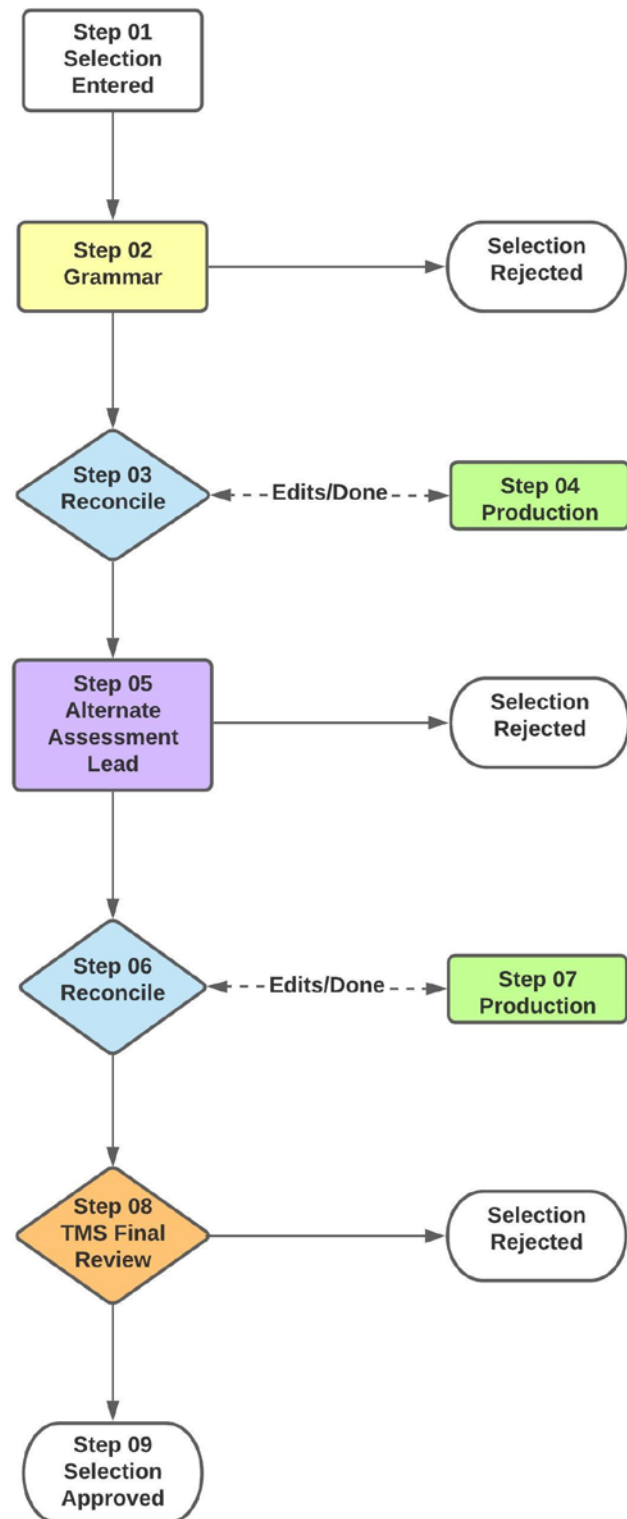 Step 01
Selection
Entered
Step 02
Grammar
Selection
Rejected
Step 03
Reconcile
Edits/Done
Step 04
Production
Step 05
Alternate
Assessment
Lead
Selection
Rejected
Step 06
Reconcile
Edits/Done
Step 07
Production
Step 08
TMS Final
Review
Selection
Rejected
Step 09
Selection
Approved